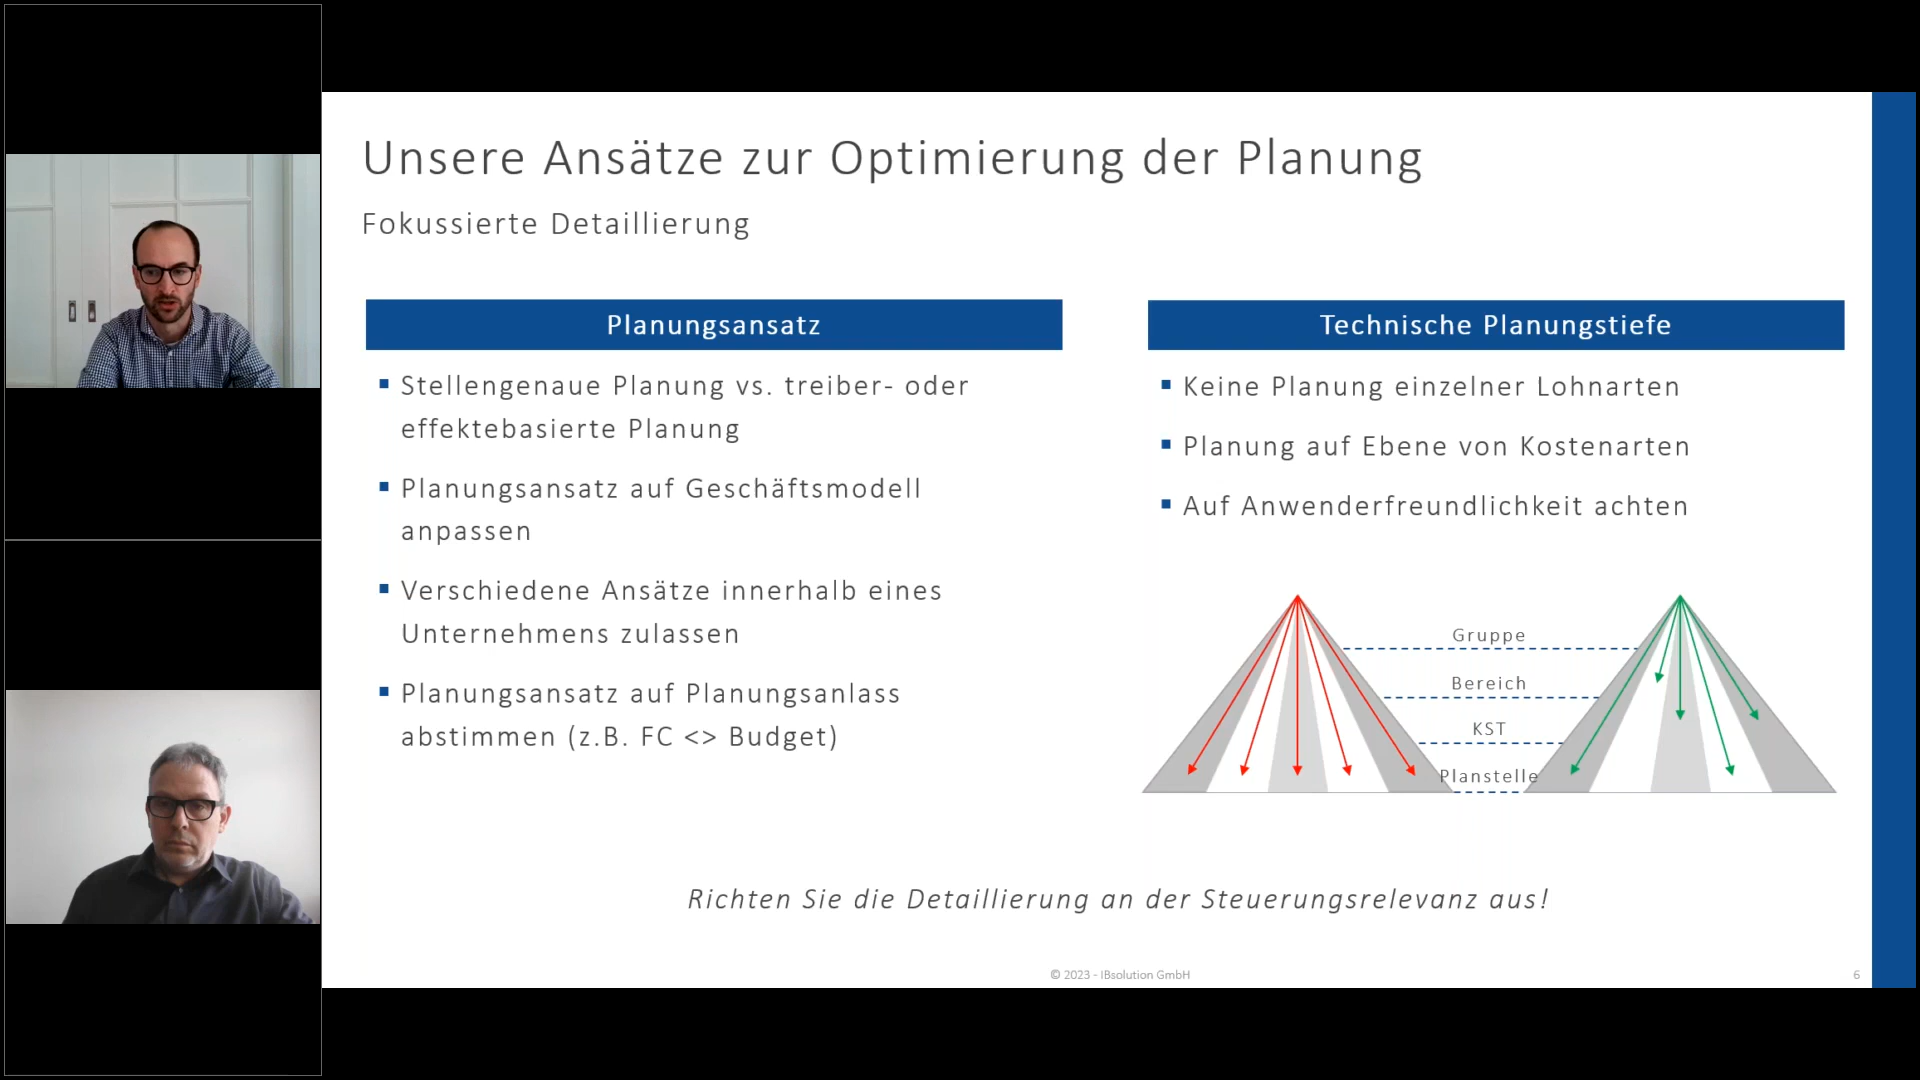 Unsere Ansätze zur Optimierung der Planung
Fokussierte Detaillierung
Planungsansatz
Stellengenaue Planung vs. treiber- oder
effektebasierte Planung
Planungsansatz auf Geschäftsmodell
anpassen
Verschiedene Ansätze innerhalb eines
Unternehmens zulassen
Planungsansatz auf Planungsanlass
abstimmen (z.B. FC <> Budget)
Technische Planungstiefe
Keine Planung einzelner Lohnarten
Planung auf Ebene von Kostenarten
Auf Anwenderfreundlichkeit achten
Gruppe
Bereich
KST
Planstelle
Richten Sie die Detaillierung an der Steuerungsrelevanz aus!
© 2023 - IBsolution GmbH
6